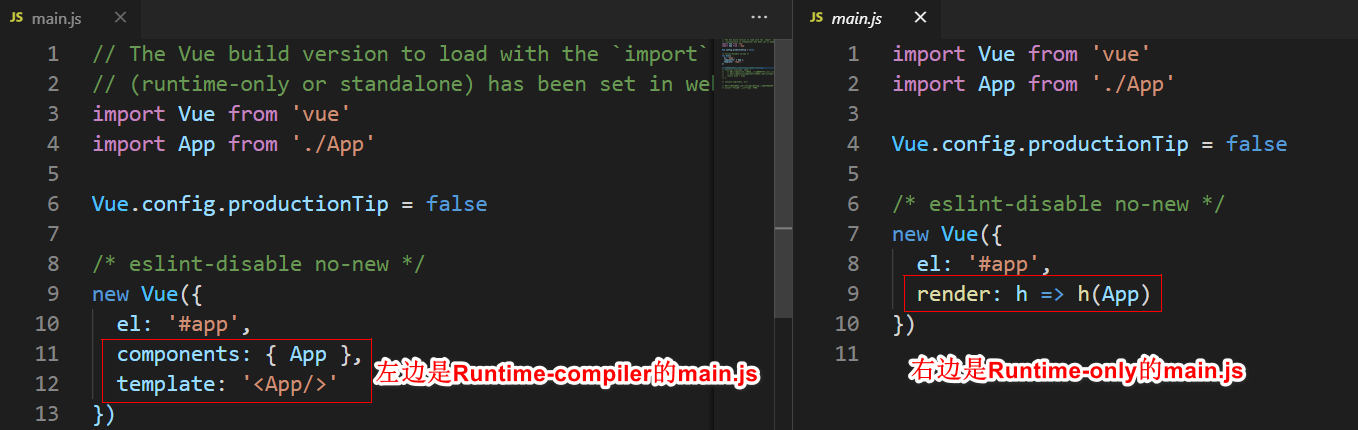 JS main.js × ...
1 // The Vue build version to load with the `import`
2 // (runtime-only or standalone) has been set in
3 import Vue from 'vue'
4 import App from './App'
5
6 Vue.config.productionTip = false
7
8 /* eslint-disable no-new */
9 new Vue({
10 el: '#app',
11 components: { App },
12 template: '<App/>'
13 })
左边是Runtime-compiler的main.js
JS main.js ×
1 import Vue from 'vue'
2 import App from './App'
3
4 Vue.config.productionTip = false
5
6 /* eslint-disable no-new */
7 new Vue({
8 el: '#app',
9 render: h => h(App)
10 })
11
右边是Runtime-only的main.js